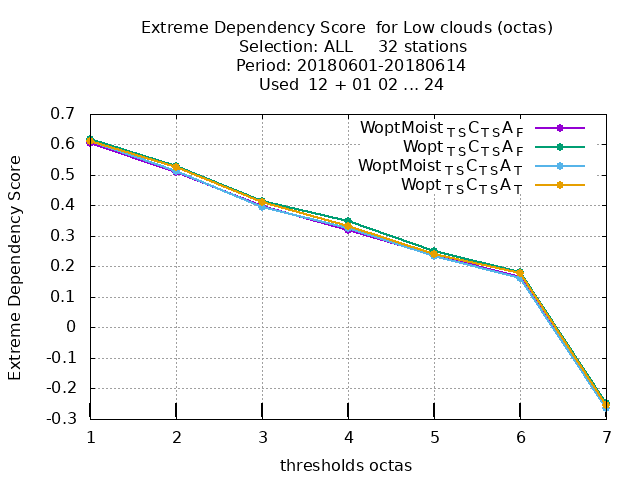 Extreme Dependency Score  for Low clouds (octas)
Selection: ALL     32 stations
Period: 20180601-20180614
Used  12 + 01 02 ... 24
WoptMoist TS C TS A F
Wopt TS C TS A F
WoptMoist TS C TS A T
Wopt TS C TS A T
Extreme Dependency Score
0.7
0.6
0.5
0.4
0.3
0.2
0.1
0
-0.1
-0.2
-0.3
1 2 3 4 5 6 7
thresholds octas